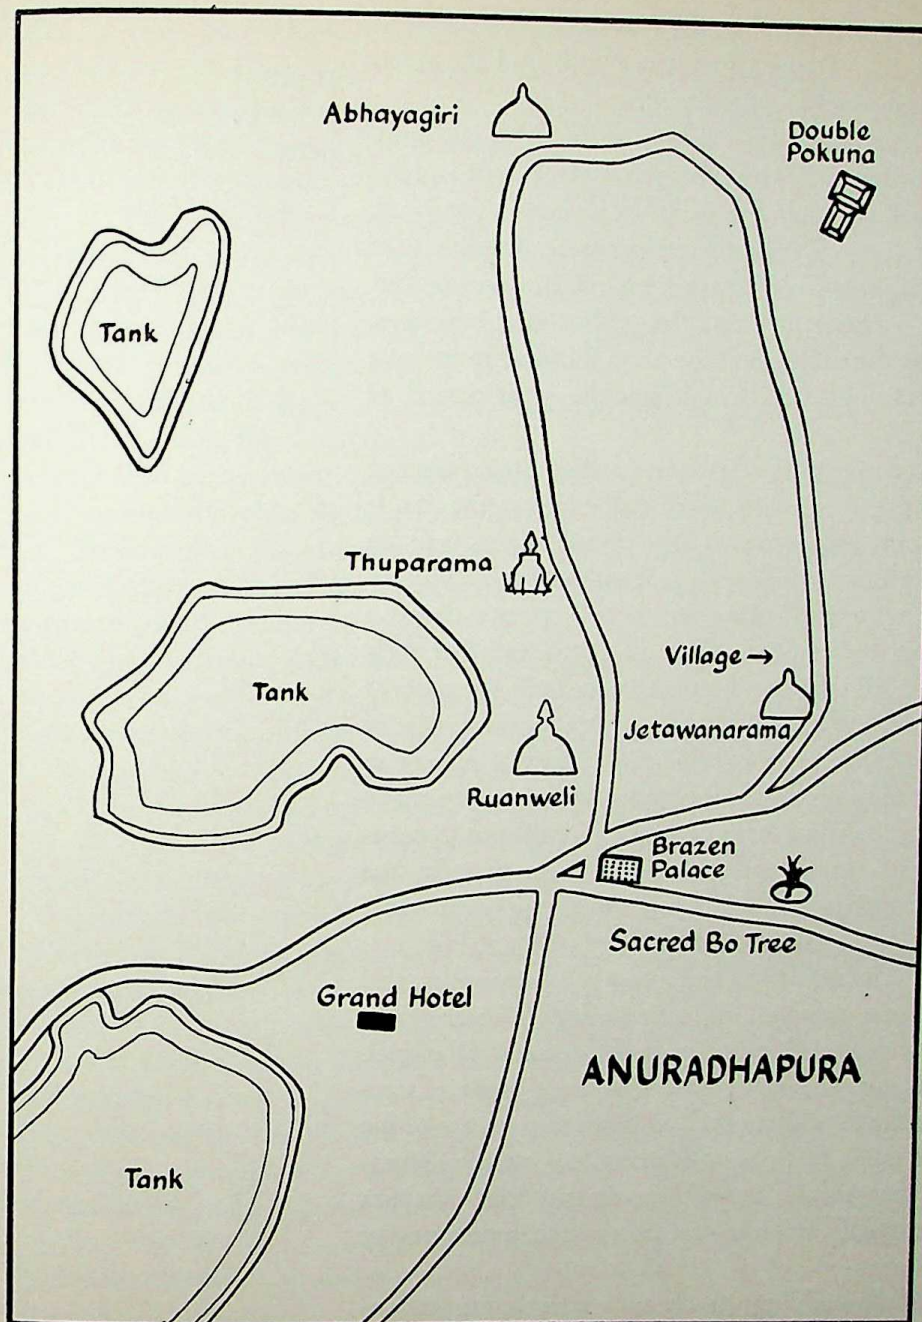 Abhayagiri
Double
Pokuna
Tank
Thuparama
Village →
Tank
Jetawanarama
Ruanweli
Brazen
Palace
Sacred Bo Tree
Grand Hotel
ANURADHAPURA
Tank